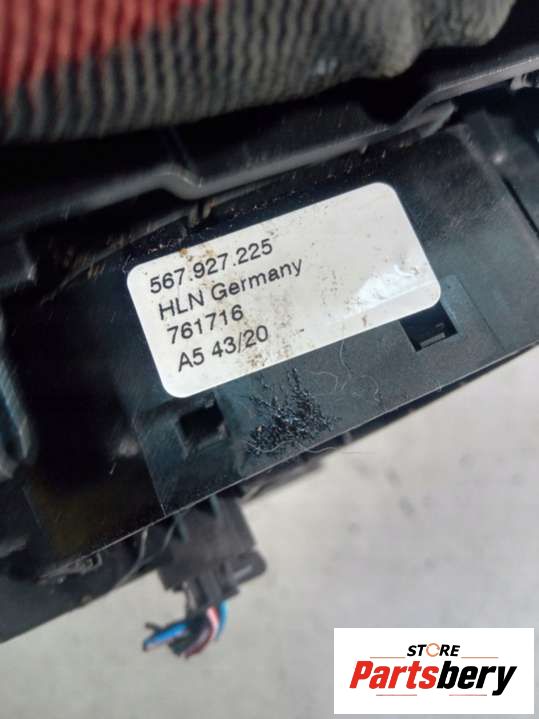 567.927.225
HLN Germany
761716
A5 43/20
STORE
Partsbery